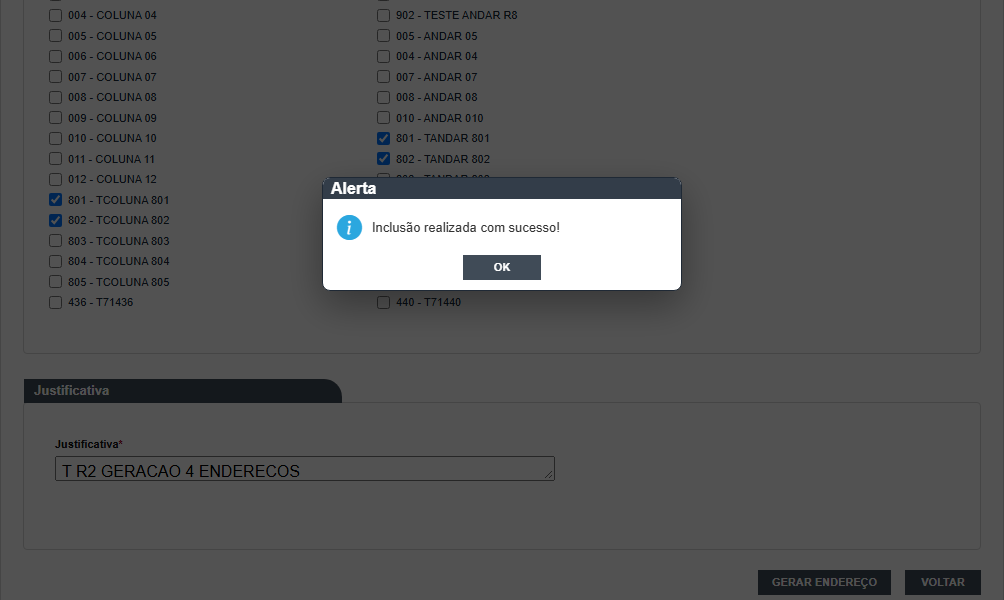 004 - COLUNA 04
005 - COLUNA 05
006 - COLUNA 06
007 - COLUNA 07
008 - COLUNA 08
009 - COLUNA 09
010 - COLUNA 10
011 - COLUNA 11
012 - COLUNA 12
801 - TCOLUNA 801
802 - TCOLUNA 802
803 - TCOLUNA 803
804 - TCOLUNA 804
805 - TCOLUNA 805
436 - T71436
902 - TESTE ANDAR R8
005 - ANDAR 05
004 - ANDAR 04
007 - ANDAR 07
008 - ANDAR 08
010 - ANDAR 010
801 - TANDAR 801
802 - TANDAR 802
440 - T71440
Alerta
Inclusão realizada com sucesso!
OK
Justificativa
Justificativa*
T R2 GERACAO 4 ENDERECOS
GERAR ENDEREÇO
VOLTAR